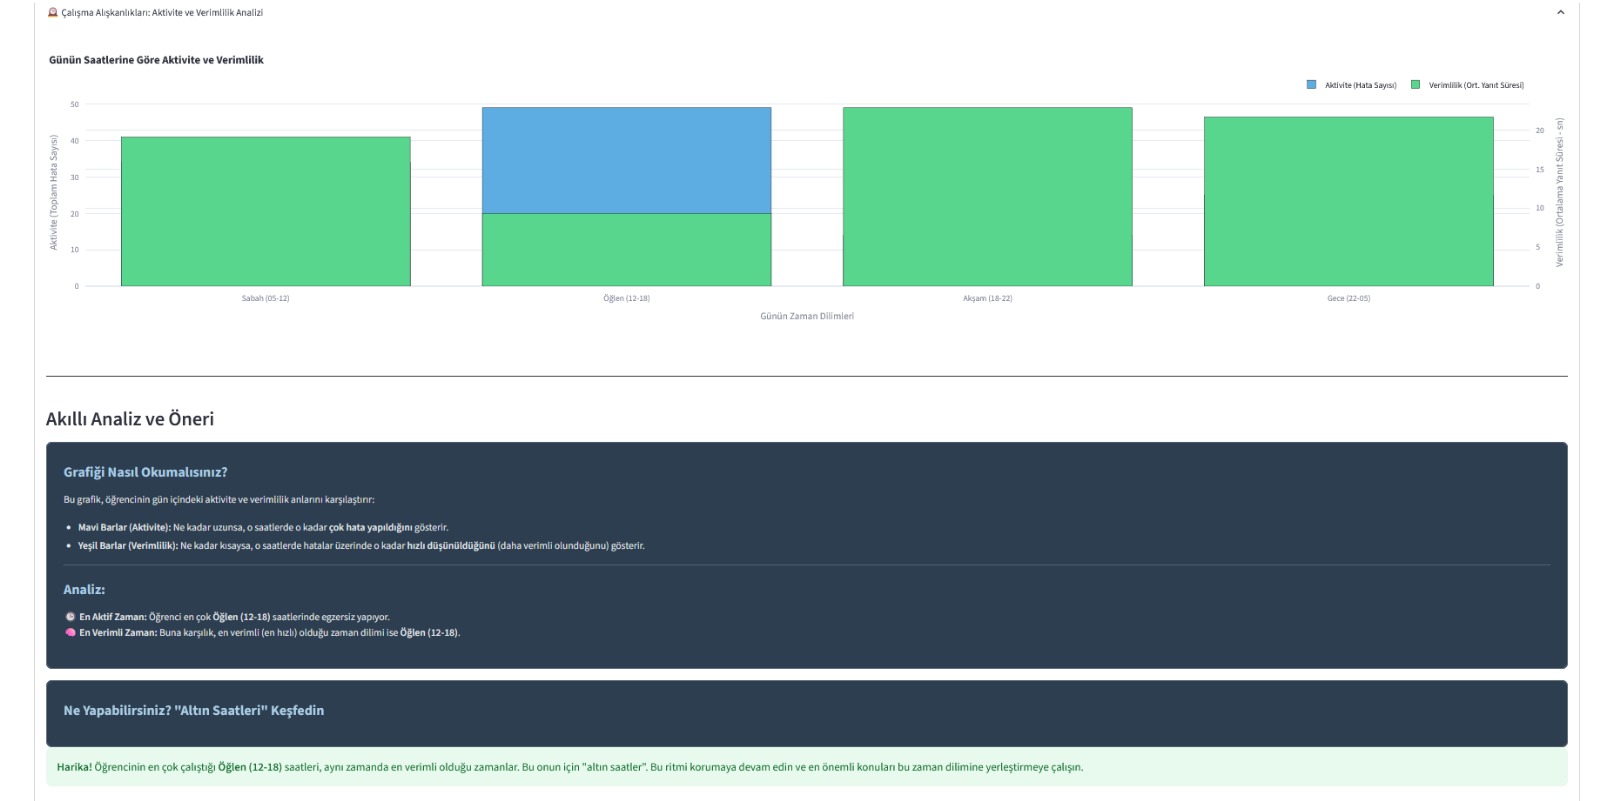 Çalışma Alışkanlıkları: Aktivite ve Verimlilik Analizi
Günün Saatlerine Göre Aktivite ve Verimlilik
Aktivite (Hata Sayısı)
Verimlilik (Ort. Yanıt Süresi)
50
40
30
20
10
0
Aktivite (Toplam Hata Sayısı)
20
15
10
5
0
Verimlilik (Ortalama Yanıt Süresi - sn)
Sabah (05-12)
Öğlen (12-18)
Akşam (18-22)
Gece (22-05)
Günün Zaman Dilimleri
Akıllı Analiz ve Öneri
Grafiği Nasıl Okumalısınız?
Bu grafik, öğrencinin gün içindeki aktivite ve verimlilik anlarını karşılaştırır:
• Mavi Barlar (Aktivite): Ne kadar uzunsa, o saatlerde o kadar çok hata yapıldığını gösterir.
• Yeşil Barlar (Verimlilik): Ne kadar kısaysa, o saatlerde hatalar üzerinde o kadar hızlı düşünüldüğünü (daha verimli olunduğunu) gösterir.
Analiz:
En Aktif Zaman: Öğrenci en çok Öğlen (12-18) saatlerinde egzersiz yapıyor.
En Verimli Zaman: Buna karşılık, en verimli (en hızlı) olduğu zaman dilimi ise Öğlen (12-18).
Ne Yapabilirsiniz? "Altın Saatleri" Keşfedin
Harika! Öğrencinin en çok çalıştığı Öğlen (12-18) saatleri, aynı zamanda en verimli olduğu zamanlar. Bu onun için "altın saatler". Bu ritmi korumaya devam edin ve en önemli konuları bu zaman dilimine yerleştirmeye çalışın.